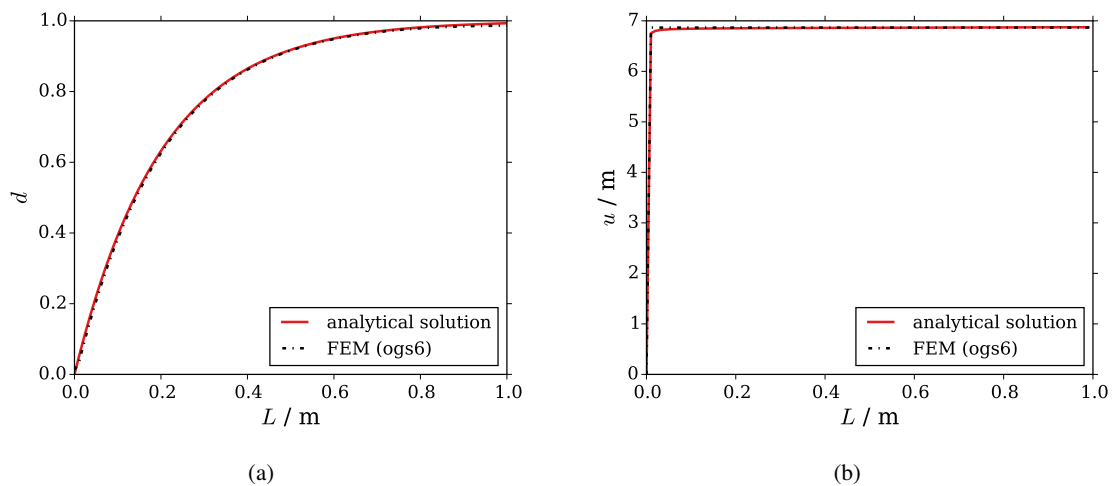 1.0
0.8
0.6
0.4
0.2
0.0
d
0.0 0.2 0.4 0.6 0.8 1.0
L / m
analytical solution
FEM (ogs6)
(a)
7
6
5
4
3
2
1
0
u / m
0.0 0.2 0.4 0.6 0.8 1.0
L / m
analytical solution
FEM (ogs6)
(b)